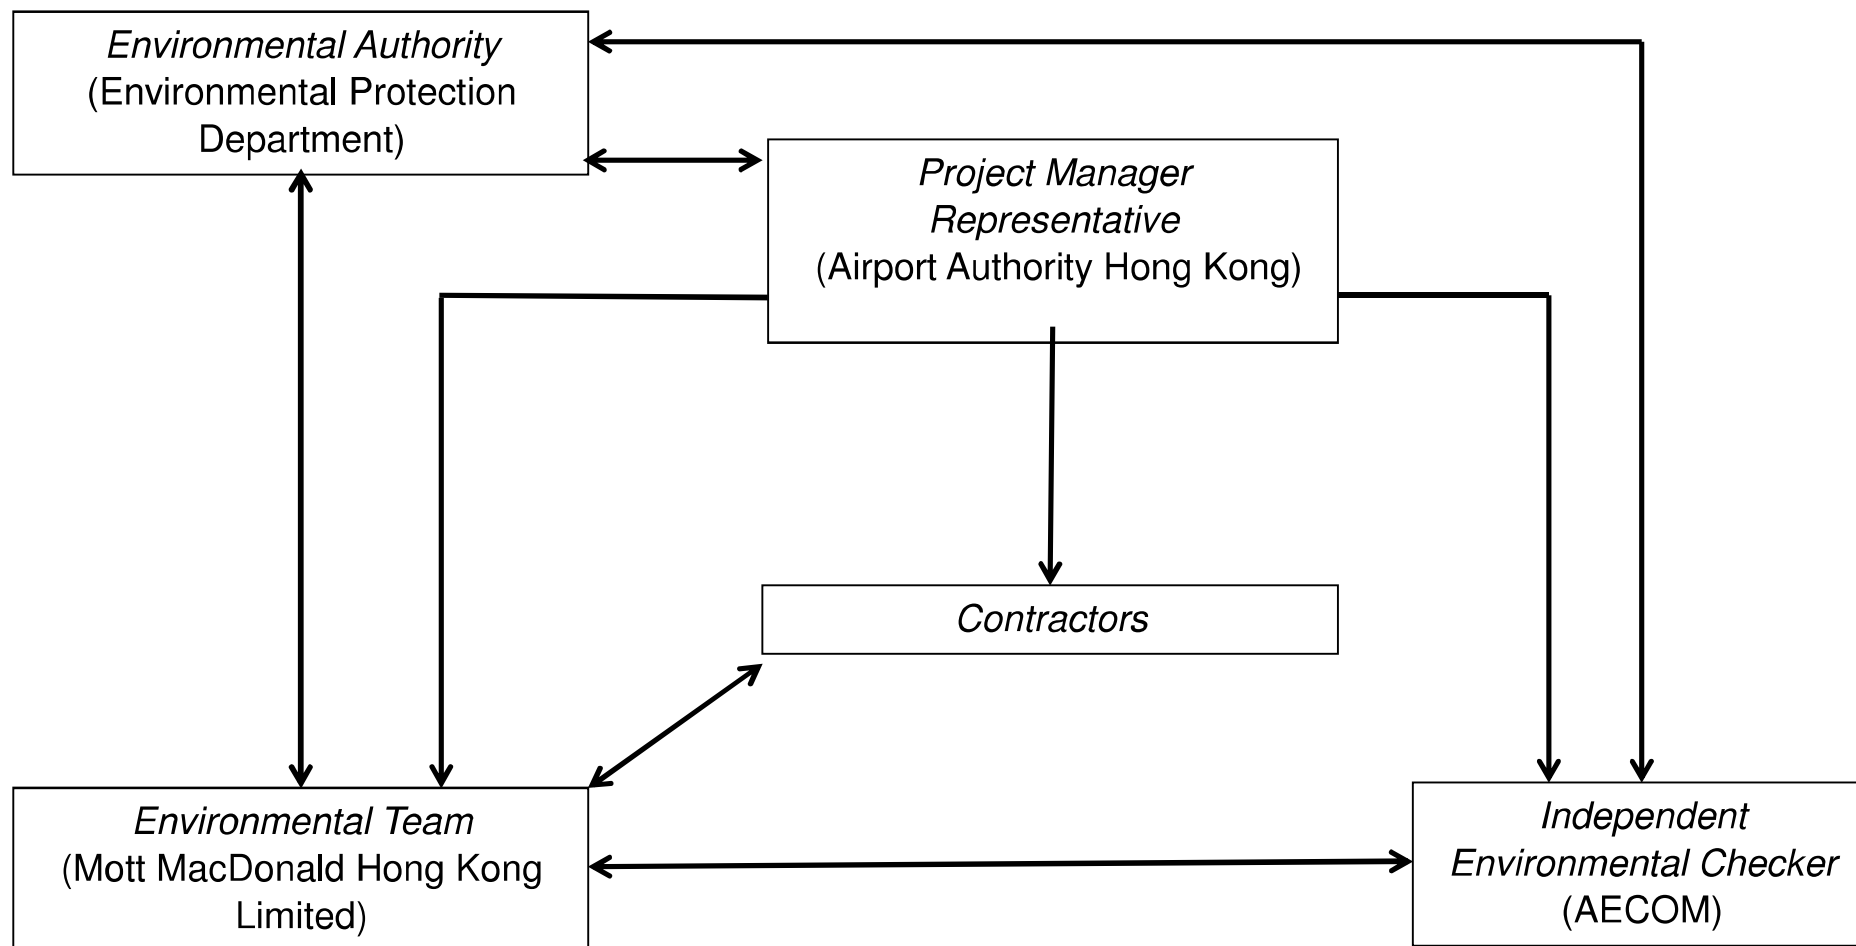 Environmental Authority
(Environmental Protection
Department)
Project Manager
Representative
(Airport Authority Hong Kong)
Contractors
Environmental Team
(Mott MacDonald Hong Kong
Limited)
Independent
Environmental Checker
(AECOM)